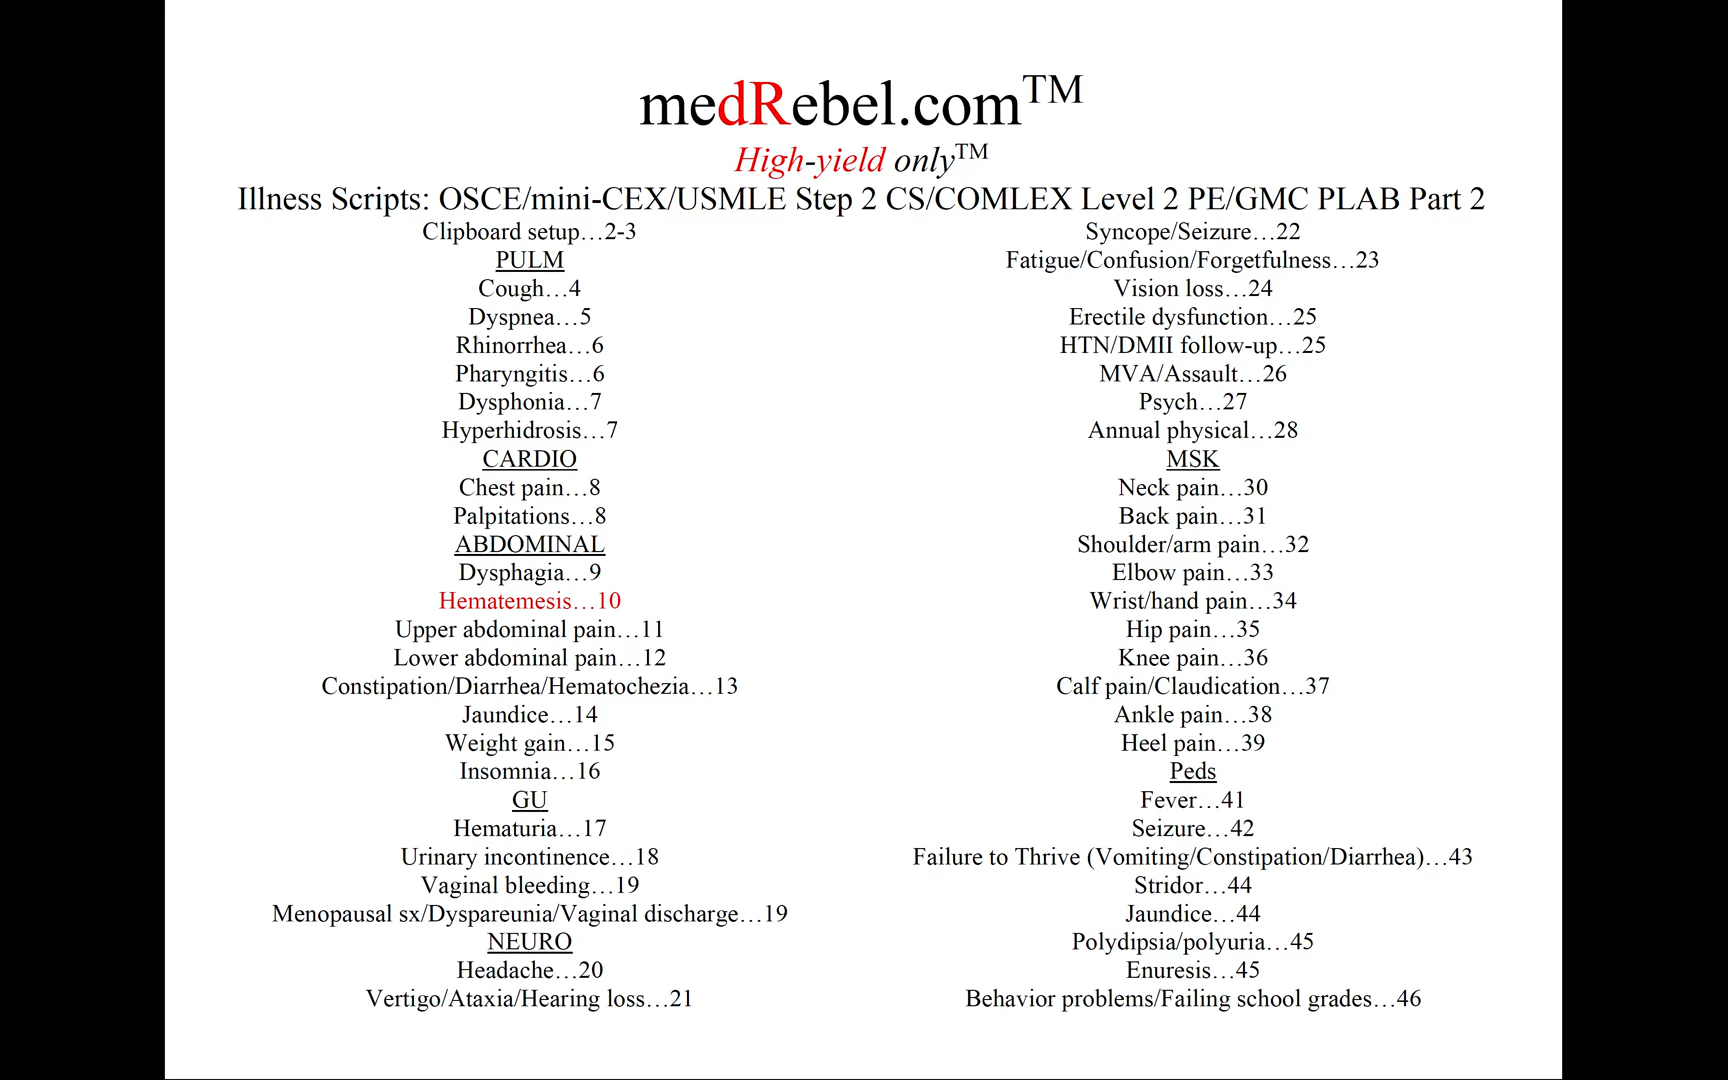 medRebel.com™
High-yield only™
Illness Scripts: OSCE/mini-CEX/USMLE Step 2 CS/COMLEX Level 2 PE/GMC PLAB Part 2
Clipboard setup…2-3
PULM
Cough…4
Dyspnea…5
Rhinorrhea…6
Pharyngitis…6
Dysphonia…7
Hyperhidrosis…7
CARDIO
Chest pain…8
Palpitations…8
ABDOMINAL
Dysphagia…9
Hematemesis…10
Upper abdominal pain…11
Lower abdominal pain…12
Constipation/Diarrhea/Hematochezia…13
Jaundice…14
Weight gain…15
Insomnia…16
GU
Hematuria…17
Urinary incontinence…18
Vaginal bleeding…19
Menopausal sx/Dyspareunia/Vaginal discharge…19
NEURO
Headache…20
Vertigo/Ataxia/Hearing loss…21
Syncope/Seizure…22
Fatigue/Confusion/Forgetfulness…23
Vision loss…24
Erectile dysfunction…25
HTN/DMII follow-up…25
MVA/Assault…26
Psych…27
Annual physical…28
MSK
Neck pain…30
Back pain…31
Shoulder/arm pain…32
Elbow pain…33
Wrist/hand pain…34
Hip pain…35
Knee pain…36
Calf pain/Claudication…37
Ankle pain…38
Heel pain…39
Peds
Fever…41
Seizure…42
Failure to Thrive (Vomiting/Constipation/Diarrhea)…43
Stridor…44
Jaundice…44
Polydipsia/polyuria…45
Enuresis…45
Behavior problems/Failing school grades…46